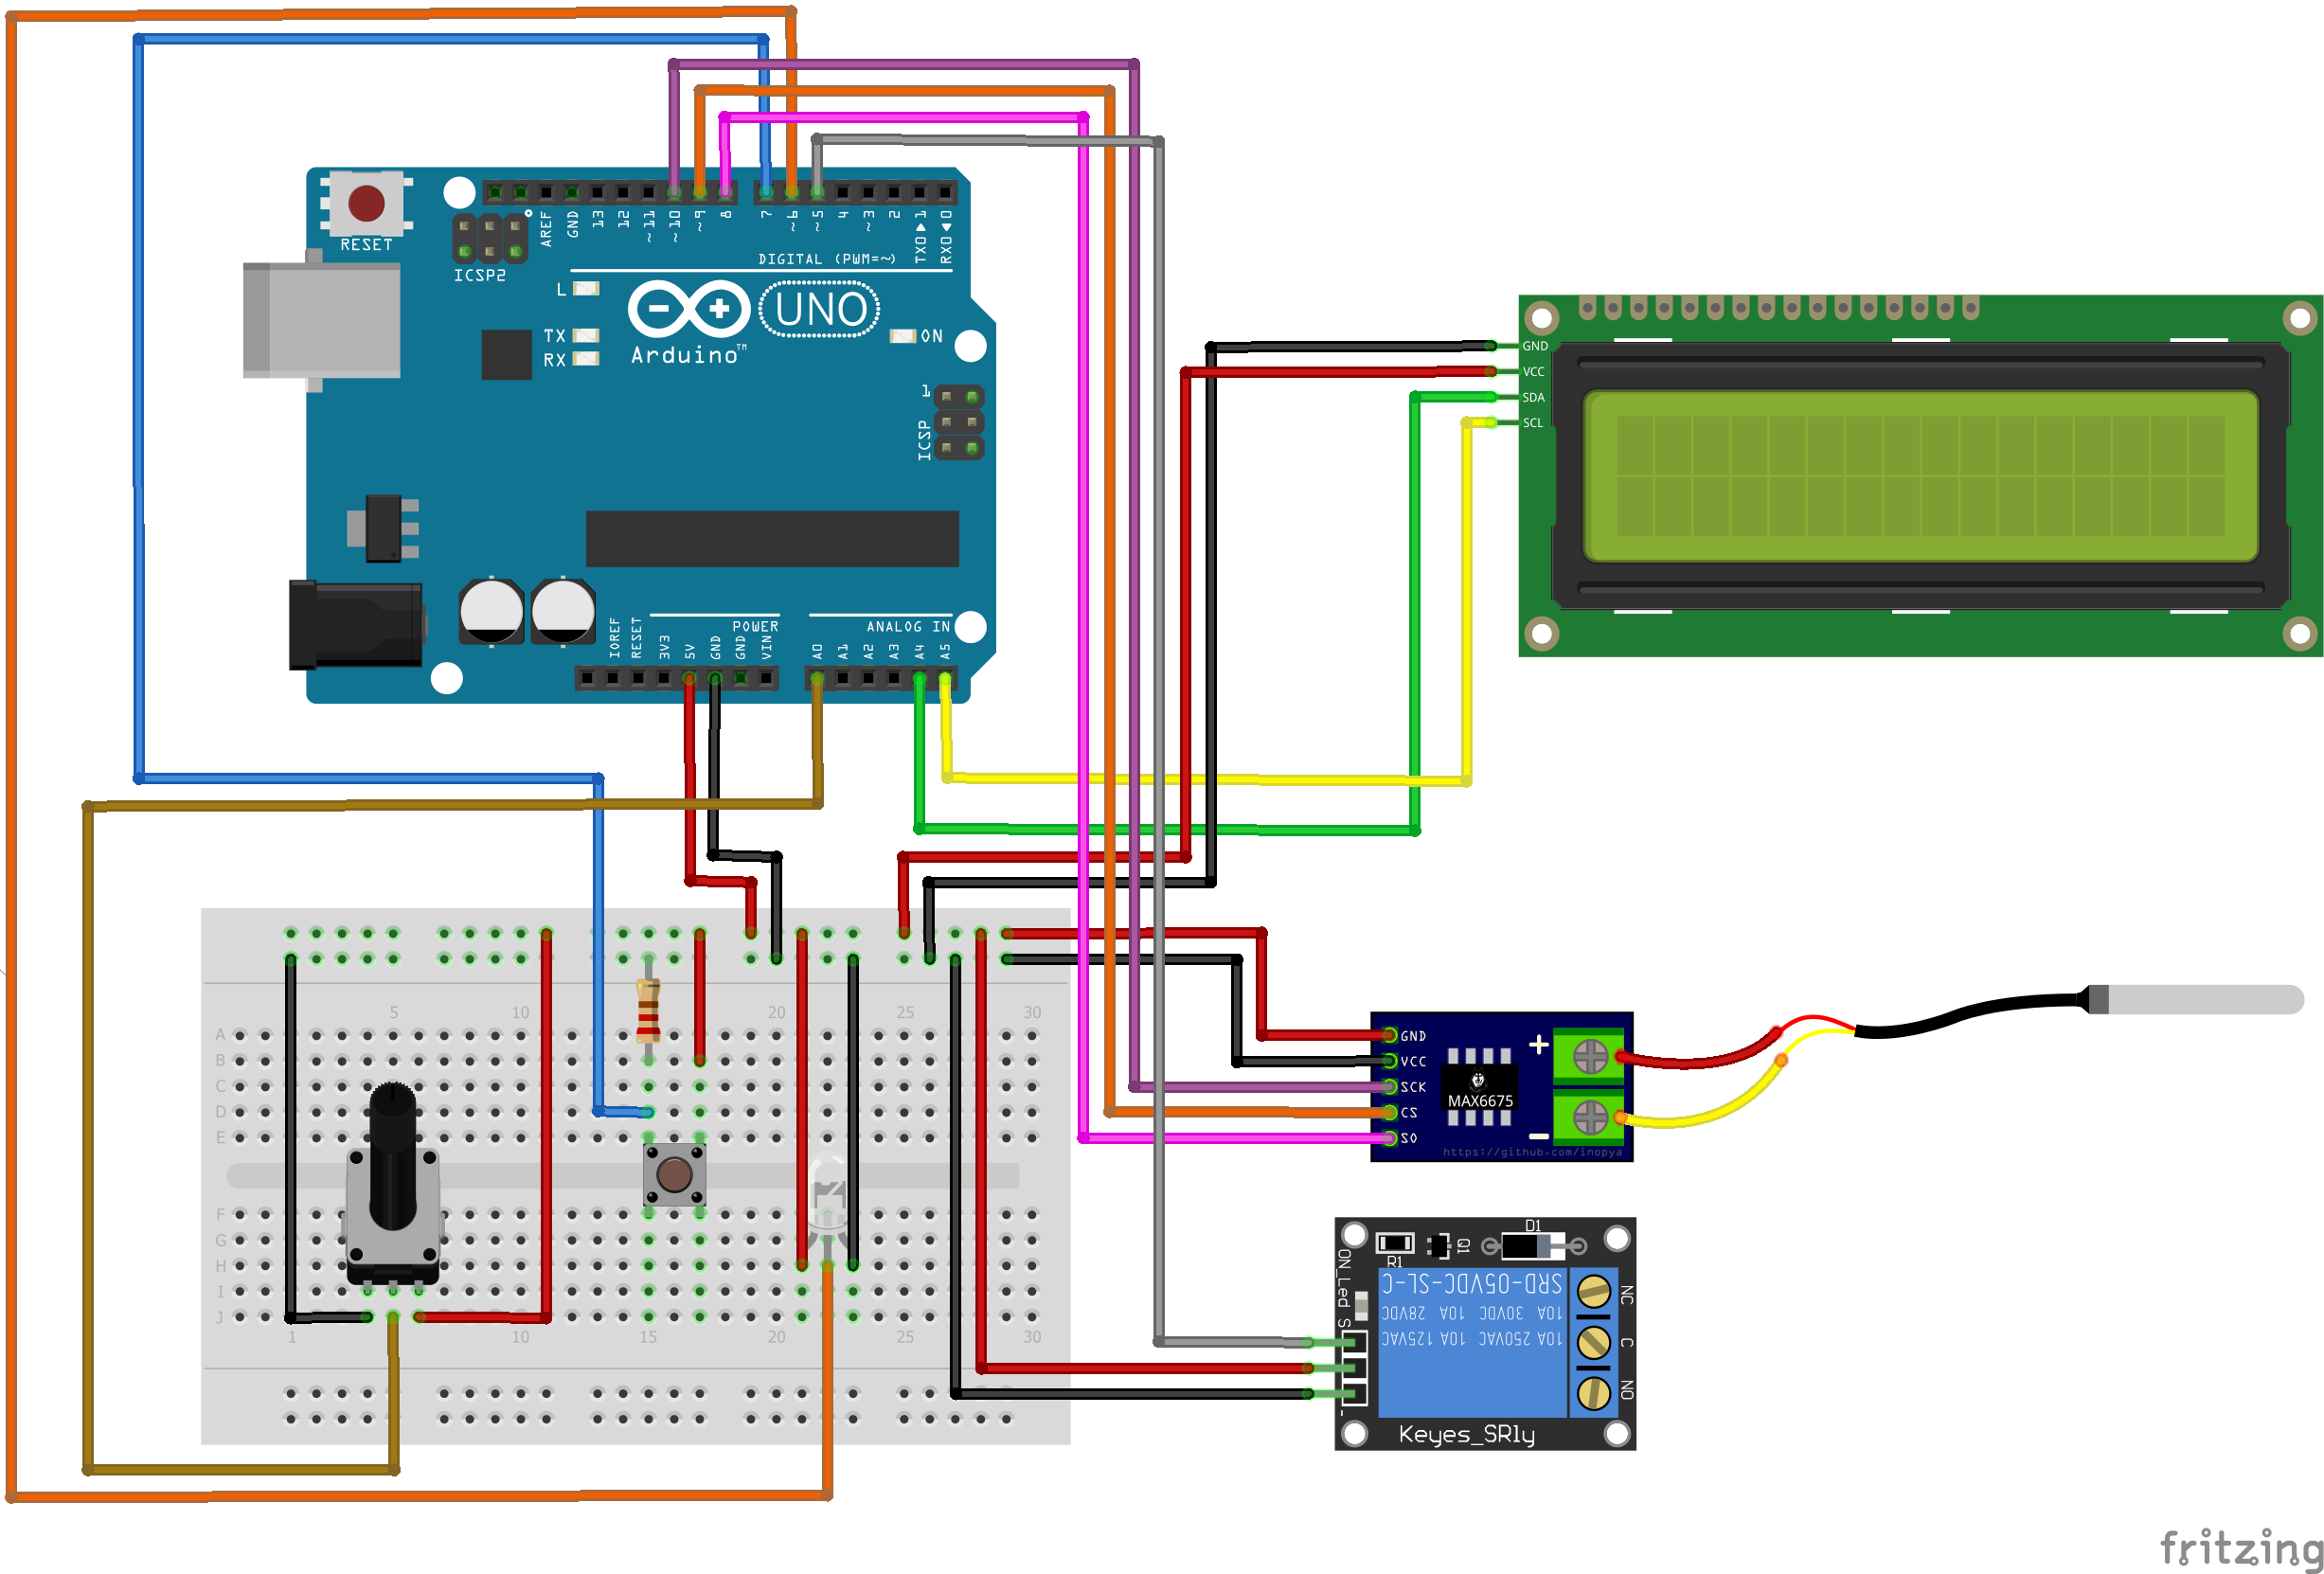 RESET
ICSP2
AREF
GND
13
12
~11
~10
~9
8
7
~6
~5
4
~3
2
TX0▶1
RX0◀0
DIGITAL (PWM=~)
L
TX
RX
UNO
Arduino™
ON
1
ICSP
POWER
ANALOG IN
IOREF
RESET
3V3
5V
GND
GND
VIN
A0
A1
A2
A3
A4
A5
GND
VCC
SDA
SCL
5
10
20
25
30
A
B
C
D
E
F
G
H
I
J
1
10
15
20
25
30
GND
VCC
SCK
CS
SO
+
MAX6675
−
https://github.com/inopya
D1
R1
Q1
ON_Led
S
-
SRD-05VDC-SL-C
10A 30VDC 10A 28VDC
10A 250VAC 10A 125VAC
NC
C
NO
Keyes_SRly
fritzing